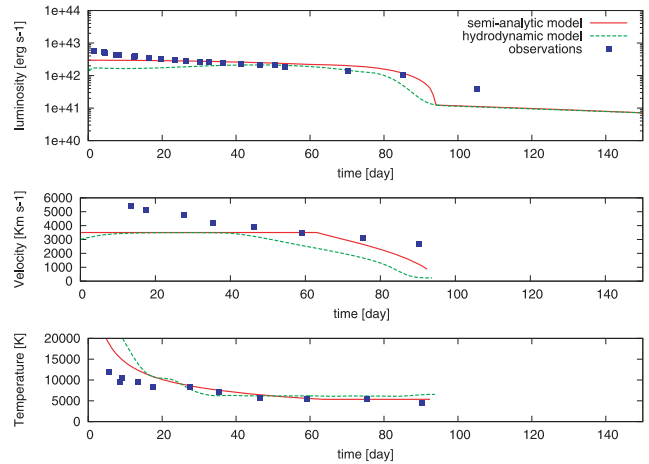 1e+44
1e+43
1e+42
1e+41
1e+40
luminosity [erg s-1]
semi-analytic model
hydrodynamic model
observations
0 20 40 60 80 100 120 140
time [day]
6000
5000
4000
3000
2000
1000
0
Velocity [Km s-1]
0 20 40 60 80 100 120 140
time [day]
20000
15000
10000
5000
0
Temperature [K]
0 20 40 60 80 100 120 140
time [day]